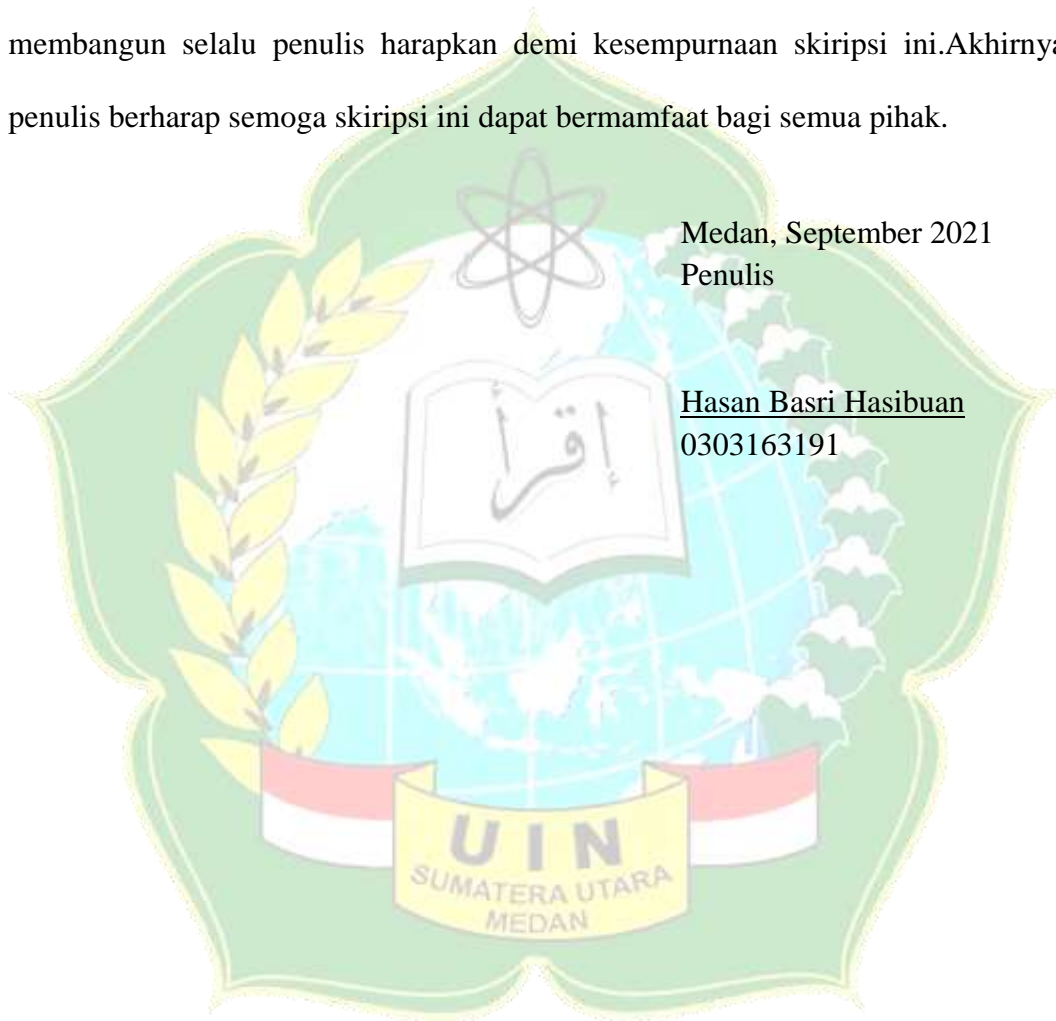 membangun selalu penulis harapkan demi kesempurnaan skiripsi ini.Akhirnya
penulis berharap semoga skiripsi ini dapat bermamfaat bagi semua pihak.
Medan, September 2021
Penulis
Hasan Basri Hasibuan
0303163191
إقرأ
UIN
SUMATERA UTARA
MEDAN